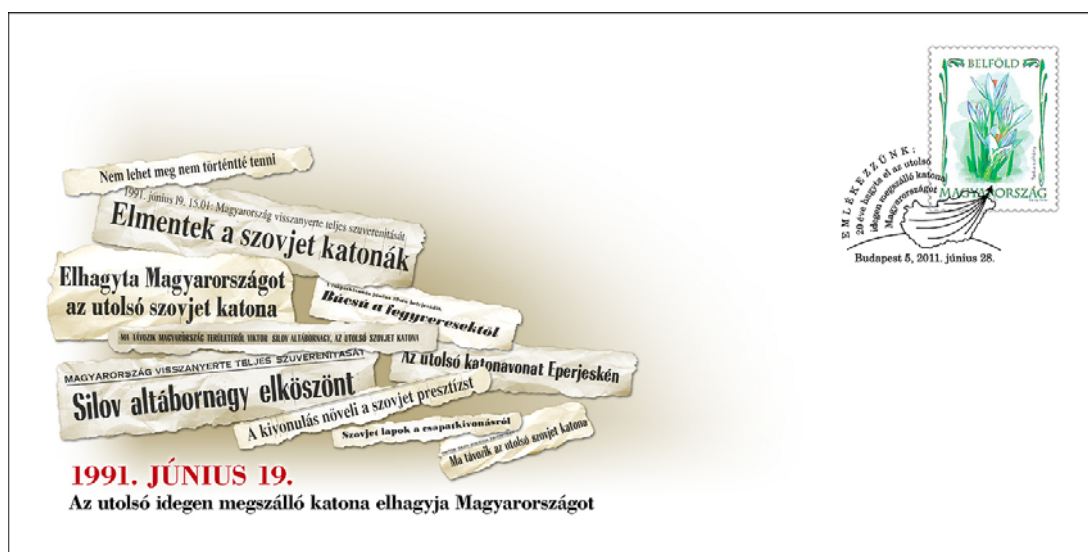 Nem lehet meg nem történtté tenni
1991. június 19. 15.01: Magyarország visszanyerte teljes szuverenitását
Elmentek a szovjet katonák
Elhagyta Magyarországot
az utolsó szovjet katona
Búcsú a fegyveresektől
MA TÁVOZIK MAGYARORSZÁG TERÜLETÉRŐL VIKTOR SILOV ALTÁBORNAGY, AZ UTOLSÓ SZOVJET KATONA
Az utolsó katonavonat Eperjeskén
MAGYARORSZÁG VISSZANYERTE TELJES SZUVERENITÁSÁT
Silov altábornagy elköszönt
A kivonulás növeli a szovjet presztízst
Szovjet lapok a csapatkivonásról
Ma távozik az utolsó szovjet katona
1991. JÚNIUS 19.
Az utolsó idegen megszálló katona elhagyja Magyarországot
BELFÖLD
MAGYARORSZÁG
EMLÉKEZZÜNK:
20 éve hagyta el az utolsó
idegen megszálló katona
Magyarországot
Budapest 5, 2011. június 28.